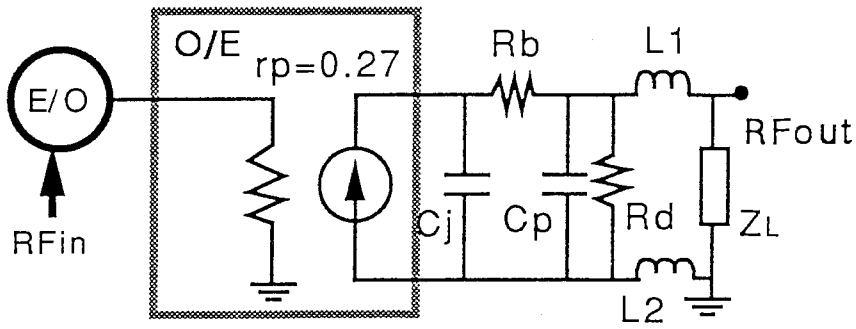 O/E
rp=0.27
E/O
RFin
Rb
L1
RFout
Cj
Cp
Rd
ZL
L2